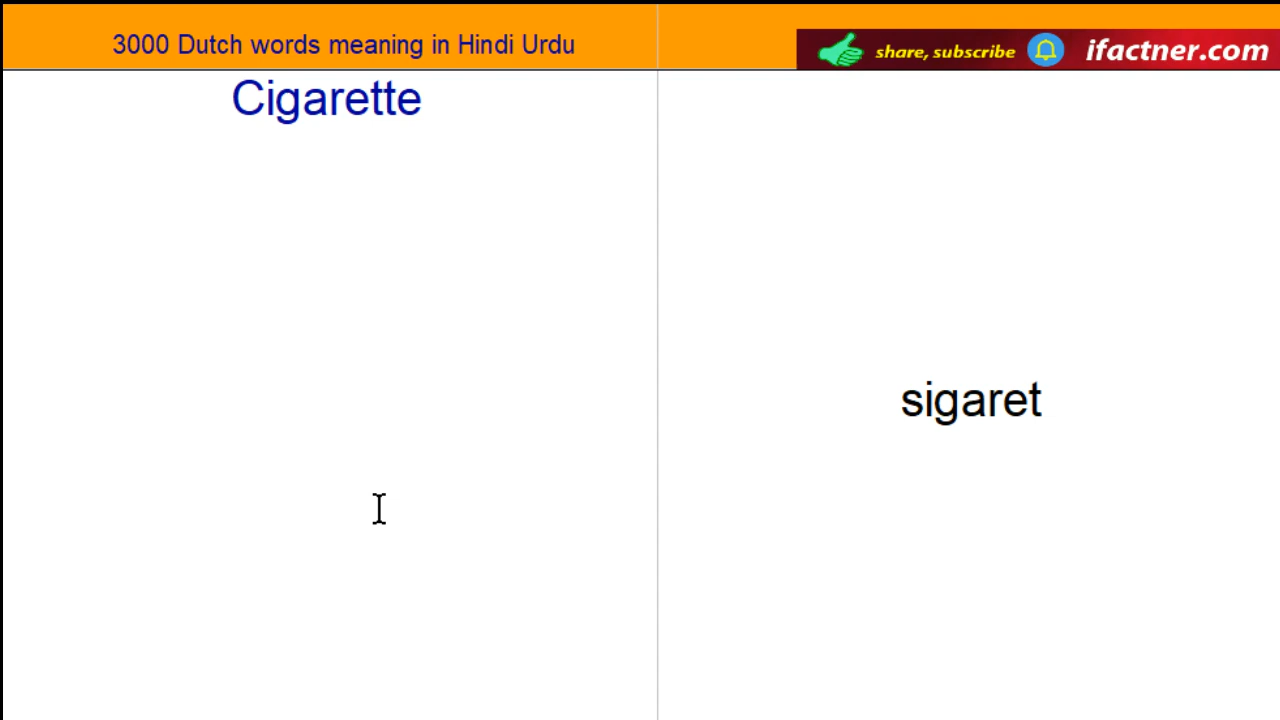 3000 Dutch words meaning in Hindi Urdu
share, subscribe
ifactner.com
Cigarette
sigaret